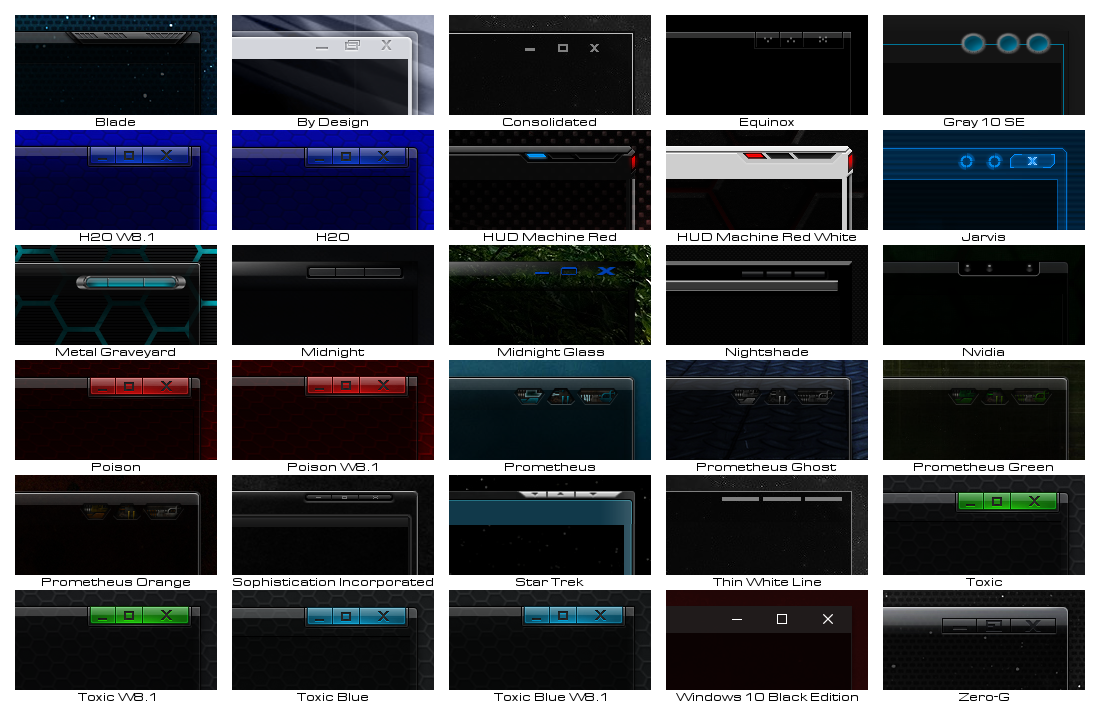 Blade
By Design
Consolidated
Equinox
Gray 10 SE
H2O W8.1
H2O
HUD Machine Red
HUD Machine Red White
Jarvis
Metal Graveyard
Midnight
Midnight Glass
Nightshade
Nvidia
Poison
Poison W8.1
Prometheus
Prometheus Ghost
Prometheus Green
Prometheus Orange
Sophistication Incorporated
Star Trek
Thin White Line
Toxic
Toxic W8.1
Toxic Blue
Toxic Blue W8.1
Windows 10 Black Edition
Zero-G